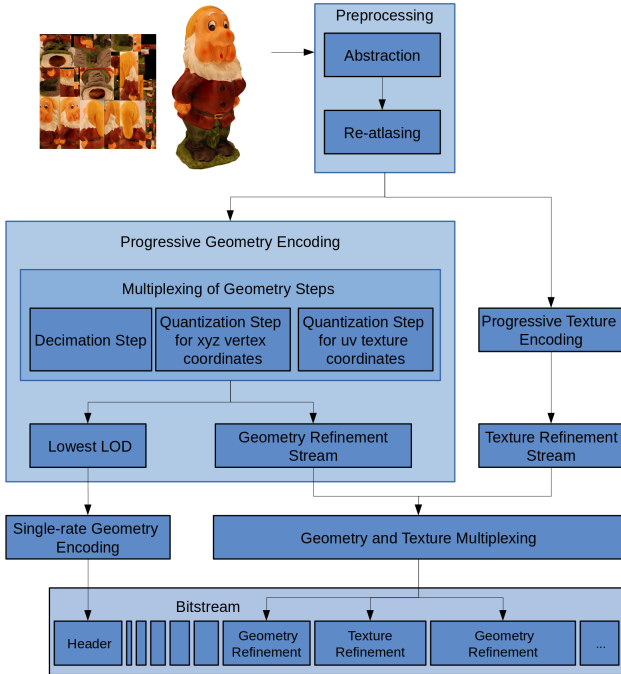 Preprocessing
Abstraction
Re-atlasing
Progressive Geometry Encoding
Multiplexing of Geometry Steps
Decimation Step
Quantization Step
for xyz vertex
coordinates
Quantization Step
for uv texture
coordinates
Progressive Texture
Encoding
Lowest LOD
Geometry Refinement
Stream
Texture Refinement
Stream
Single-rate Geometry
Encoding
Geometry and Texture Multiplexing
Bitstream
Header
Geometry
Refinement
Texture
Refinement
Geometry
Refinement
...